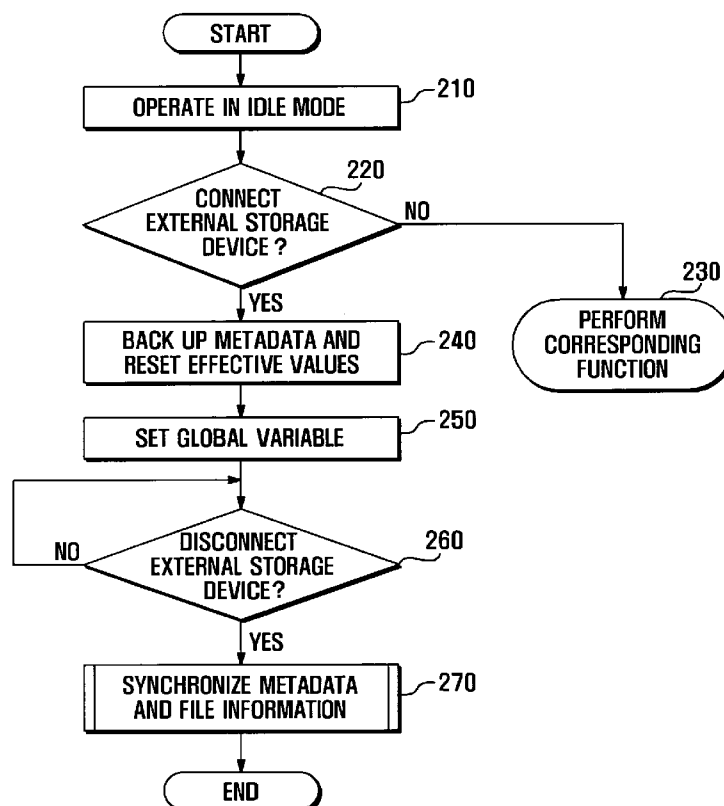 START
OPERATE IN IDLE MODE
210
220
CONNECT
EXTERNAL STORAGE
DEVICE?
NO
YES
230
PERFORM
CORRESPONDING
FUNCTION
BACK UP METADATA AND
RESET EFFECTIVE VALUES
240
SET GLOBAL VARIABLE
250
DISCONNECT
EXTERNAL STORAGE
DEVICE?
260
NO
YES
SYNCHRONIZE METADATA
AND FILE INFORMATION
270
END